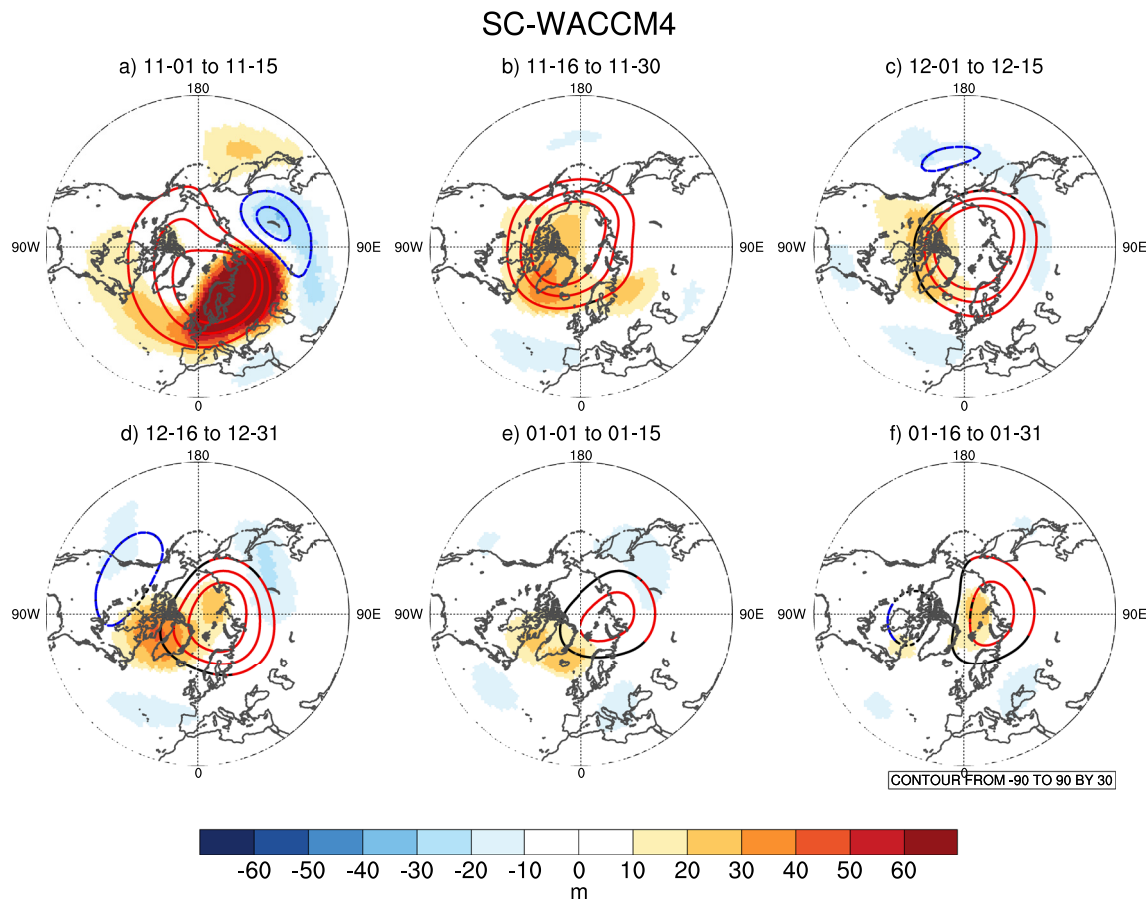 SC-WACCM4
a) 11-01 to 11-15
b) 11-16 to 11-30
c) 12-01 to 12-15
180
180
180
90W
90E
90W
90E
90W
90E
0
0
0
d) 12-16 to 12-31
e) 01-01 to 01-15
f) 01-16 to 01-31
180
180
180
90W
90E
90W
90E
90W
90E
0
0
0
CONTOUR FROM -90 TO 90 BY 30
-60 -50 -40 -30 -20 -10 0 10 20 30 40 50 60
m